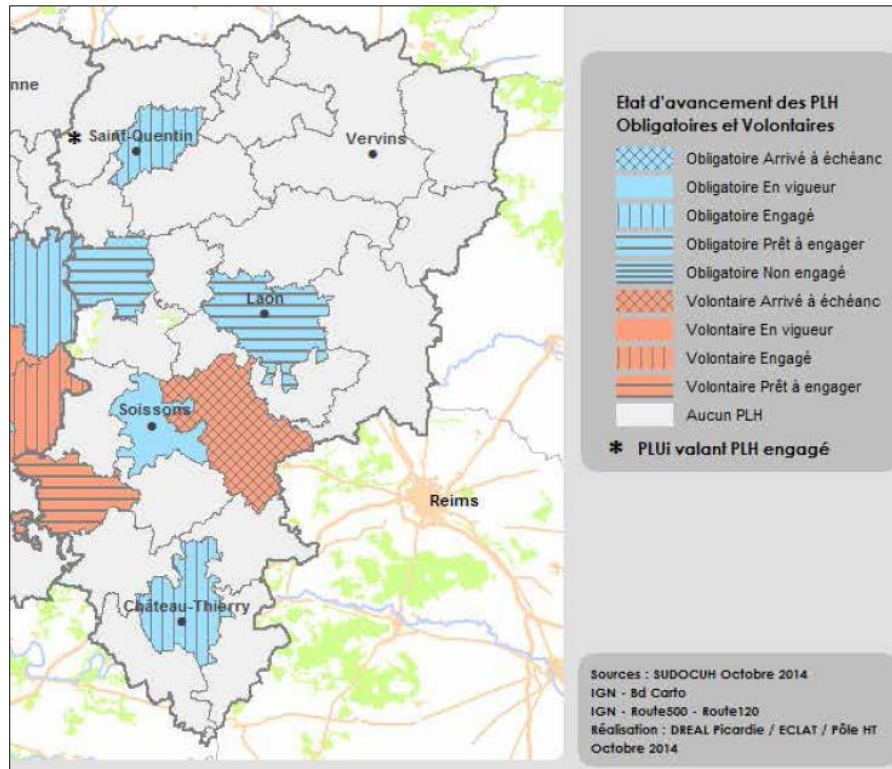 nne
* Saint-Quentin
Vervins
Laon
Soissons
Reims
Château-Thierry
Etat d'avancement des PLH
Obligatoires et Volontaires
Obligatoire Arrivé à échéanc
Obligatoire En vigueur
Obligatoire Engagé
Obligatoire Prêt à engager
Obligatoire Non engagé
Volontaire Arrivé à échéanc
Volontaire En vigueur
Volontaire Engagé
Volontaire Prêt à engager
Aucun PLH
* PLUi valant PLH engagé
Sources : SUDOCUH Octobre 2014
IGN - Bd Carto
IGN - Route500 - Route120
Réalisation : DREAL Picardie / ECLAT / Pôle HT
Octobre 2014